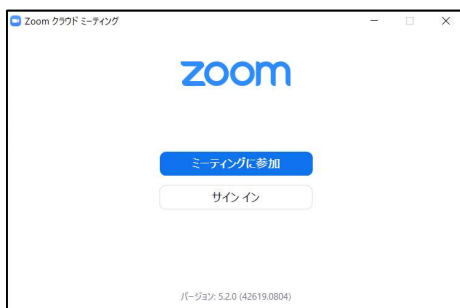 Zoom クラウド ミーティング
zoom
ミーティングに参加
サイン イン
バージョン: 5.2.0 (42619.0804)